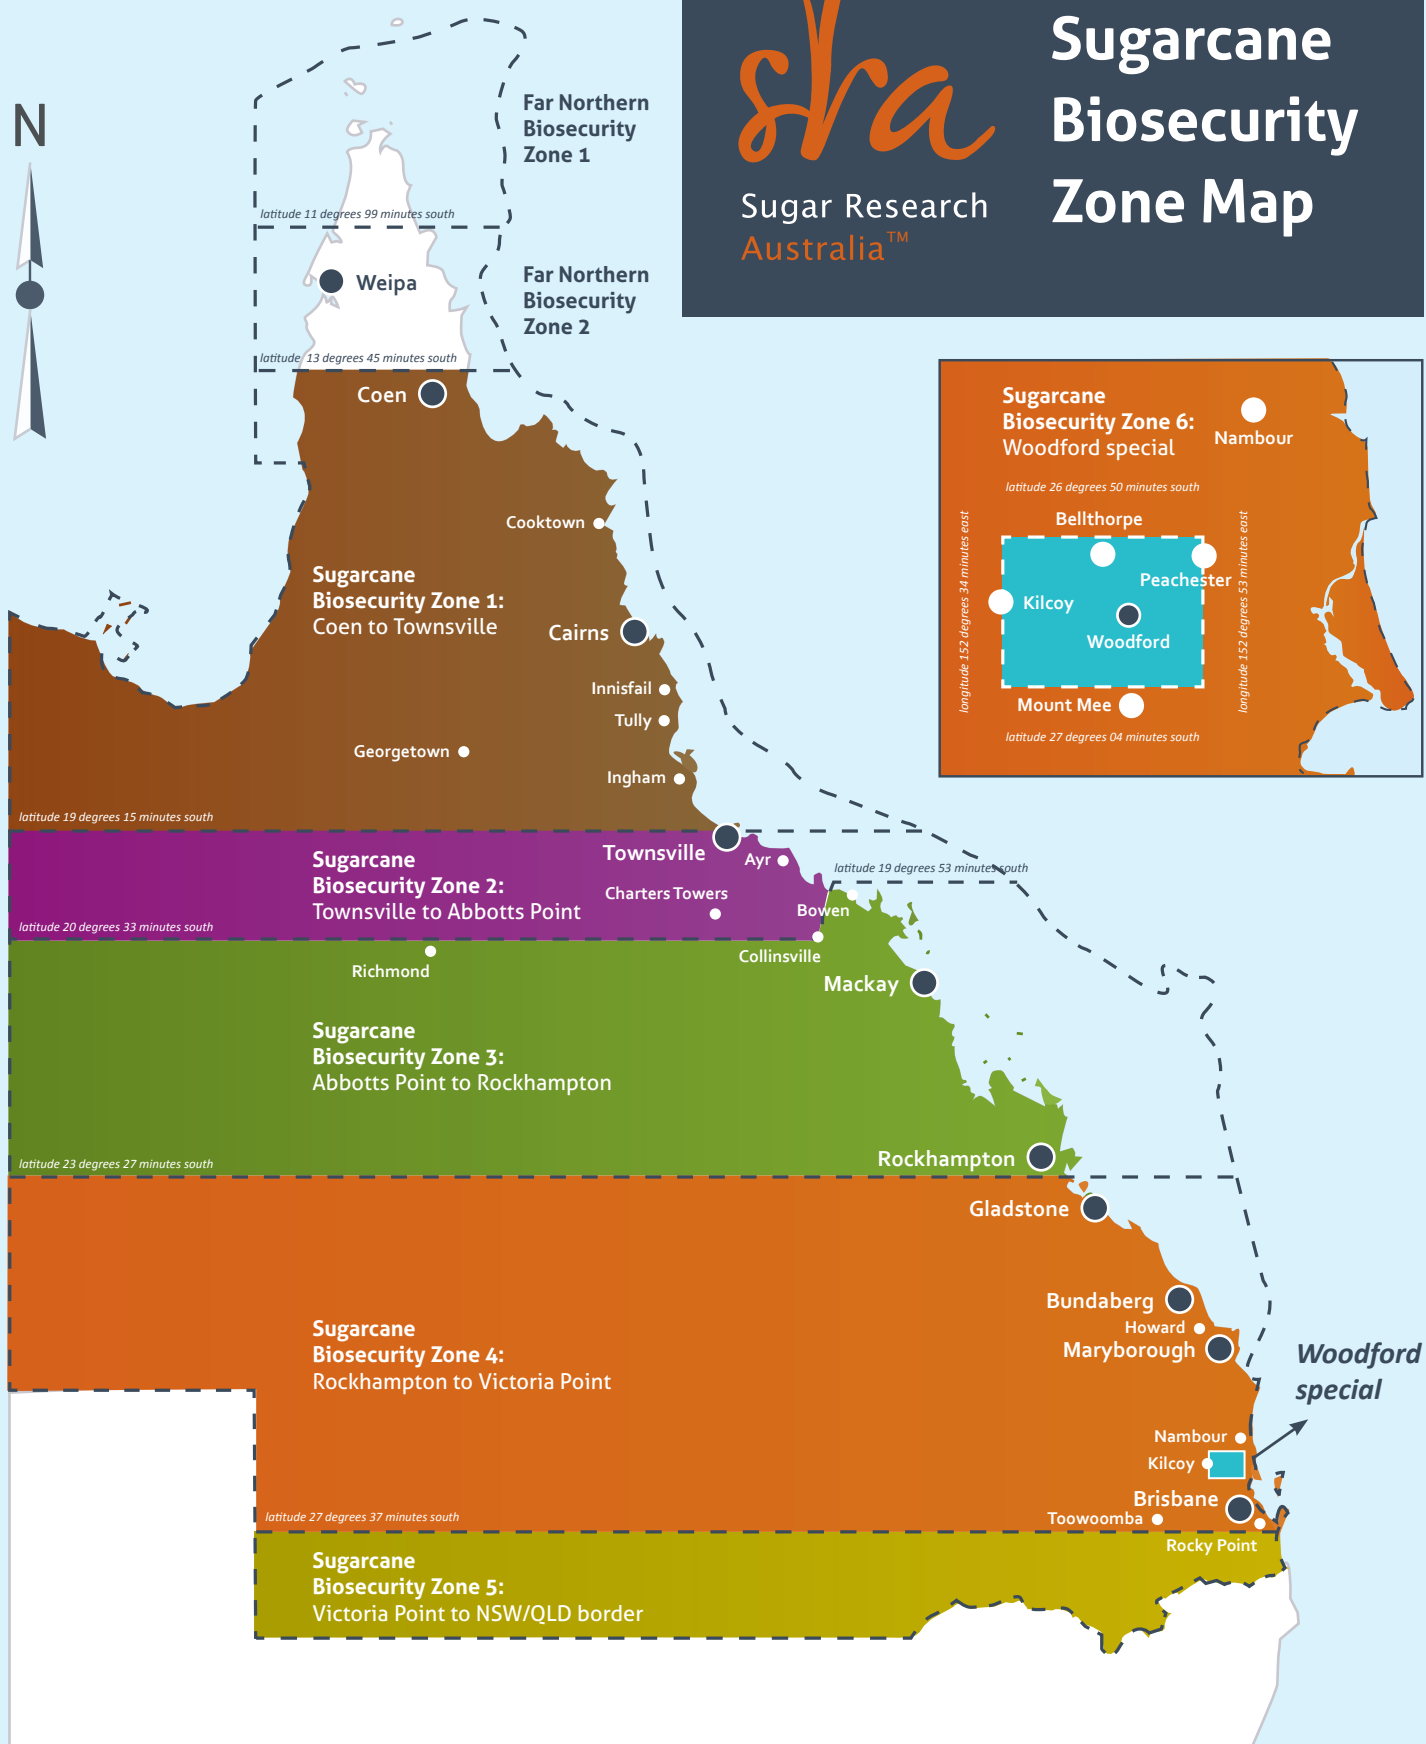 sra
Sugar Research
Australia™
Sugarcane
Biosecurity
Zone Map
N
Far Northern
Biosecurity
Zone 1
latitude 11 degrees 99 minutes south
Far Northern
Biosecurity
Zone 2
Weipa
latitude 13 degrees 45 minutes south
Coen
Cooktown
Sugarcane
Biosecurity Zone 1:
Coen to Townsville
Cairns
Innisfail
Tully
Georgetown
Ingham
latitude 19 degrees 15 minutes south
Sugarcane
Biosecurity Zone 6:
Woodford special
Nambour
latitude 26 degrees 50 minutes south
Bellthorpe
longitude 152 degrees 34 minutes east
longitude 152 degrees 53 minutes east
Peachester
Kilcoy
Woodford
Mount Mee
latitude 27 degrees 04 minutes south
Townsville
Ayr
Sugarcane
Biosecurity Zone 2:
Townsville to Abbotts Point
latitude 19 degrees 53 minutes south
Charters Towers
Bowen
latitude 20 degrees 33 minutes south
Collinsville
Richmond
Mackay
Sugarcane
Biosecurity Zone 3:
Abbotts Point to Rockhampton
Rockhampton
latitude 23 degrees 27 minutes south
Gladstone
Bundaberg
Howard
Maryborough
Sugarcane
Biosecurity Zone 4:
Rockhampton to Victoria Point
Woodford
special
Nambour
Kilcoy
Brisbane
Toowoomba
latitude 27 degrees 37 minutes south
Rocky Point
Sugarcane
Biosecurity Zone 5:
Victoria Point to NSW/QLD border